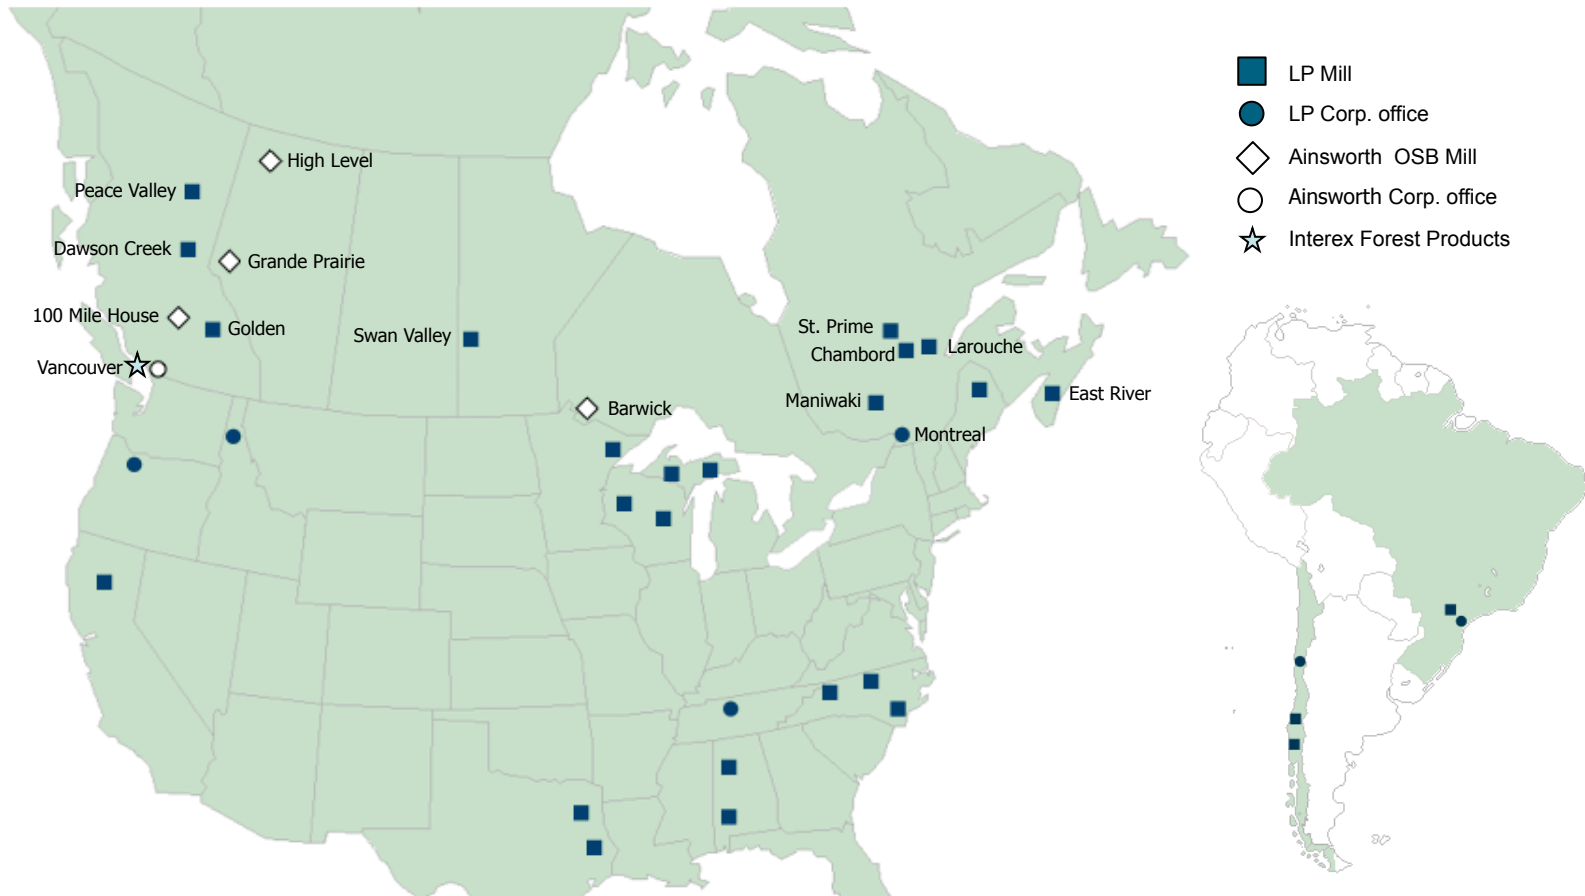 LP Mill
LP Corp. office
Ainsworth OSB Mill
Ainsworth Corp. office
Interex Forest Products
High Level
Peace Valley
Dawson Creek
Grande Prairie
100 Mile House
Golden
Swan Valley
St. Prime
Chambord
Larouche
Vancouver
Maniwaki
East River
Barwick
Montreal